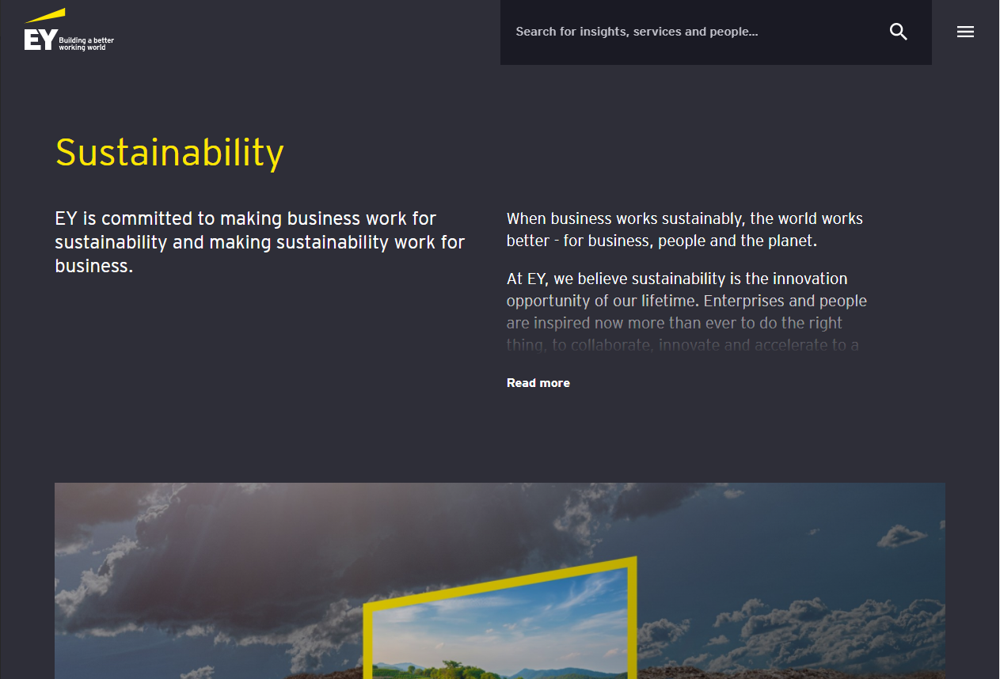 EY
Building a better
working world
Search for insights, services and people...
Sustainability
EY is committed to making business work for
sustainability and making sustainability work for
business.
When business works sustainably, the world works
better - for business, people and the planet.
At EY, we believe sustainability is the innovation
opportunity of our lifetime. Enterprises and people
are inspired now more than ever to do the right
thing, to collaborate, innovate and accelerate to a
Read more